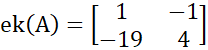 ek(A) = [1 -1
-19 4]